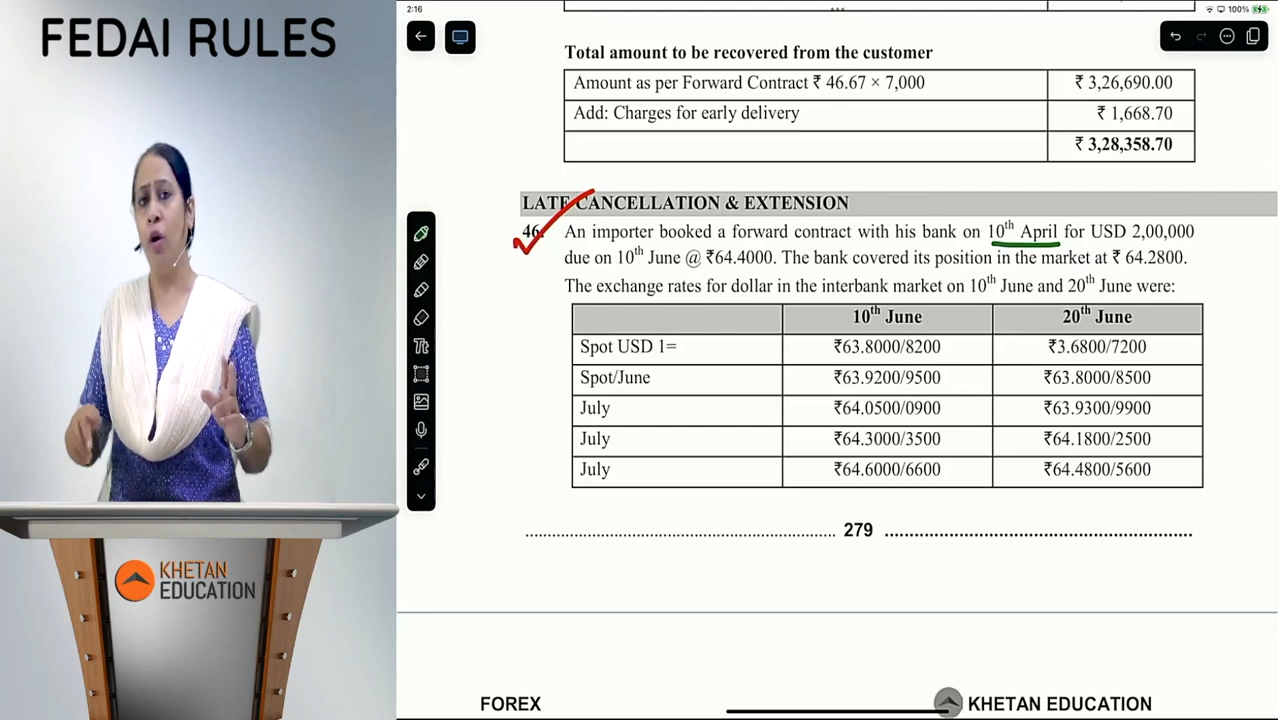 FEDAI RULES
2:16
100%
Total amount to be recovered from the customer
Amount as per Forward Contract ₹ 46.67 × 7,000 ₹ 3,26,690.00
Add: Charges for early delivery ₹ 1,668.70
₹ 3,28,358.70
LATE CANCELLATION & EXTENSION
46. An importer booked a forward contract with his bank on 10th April for USD 2,00,000
due on 10th June @ ₹64.4000. The bank covered its position in the market at ₹ 64.2800.
The exchange rates for dollar in the interbank market on 10th June and 20th June were:
10th June 20th June
Spot USD 1= ₹63.8000/8200 ₹3.6800/7200
Spot/June ₹63.9200/9500 ₹63.8000/8500
July ₹64.0500/0900 ₹63.9300/9900
July ₹64.3000/3500 ₹64.1800/2500
July ₹64.6000/6600 ₹64.4800/5600
279
KHETAN
EDUCATION
FOREX KHETAN EDUCATION